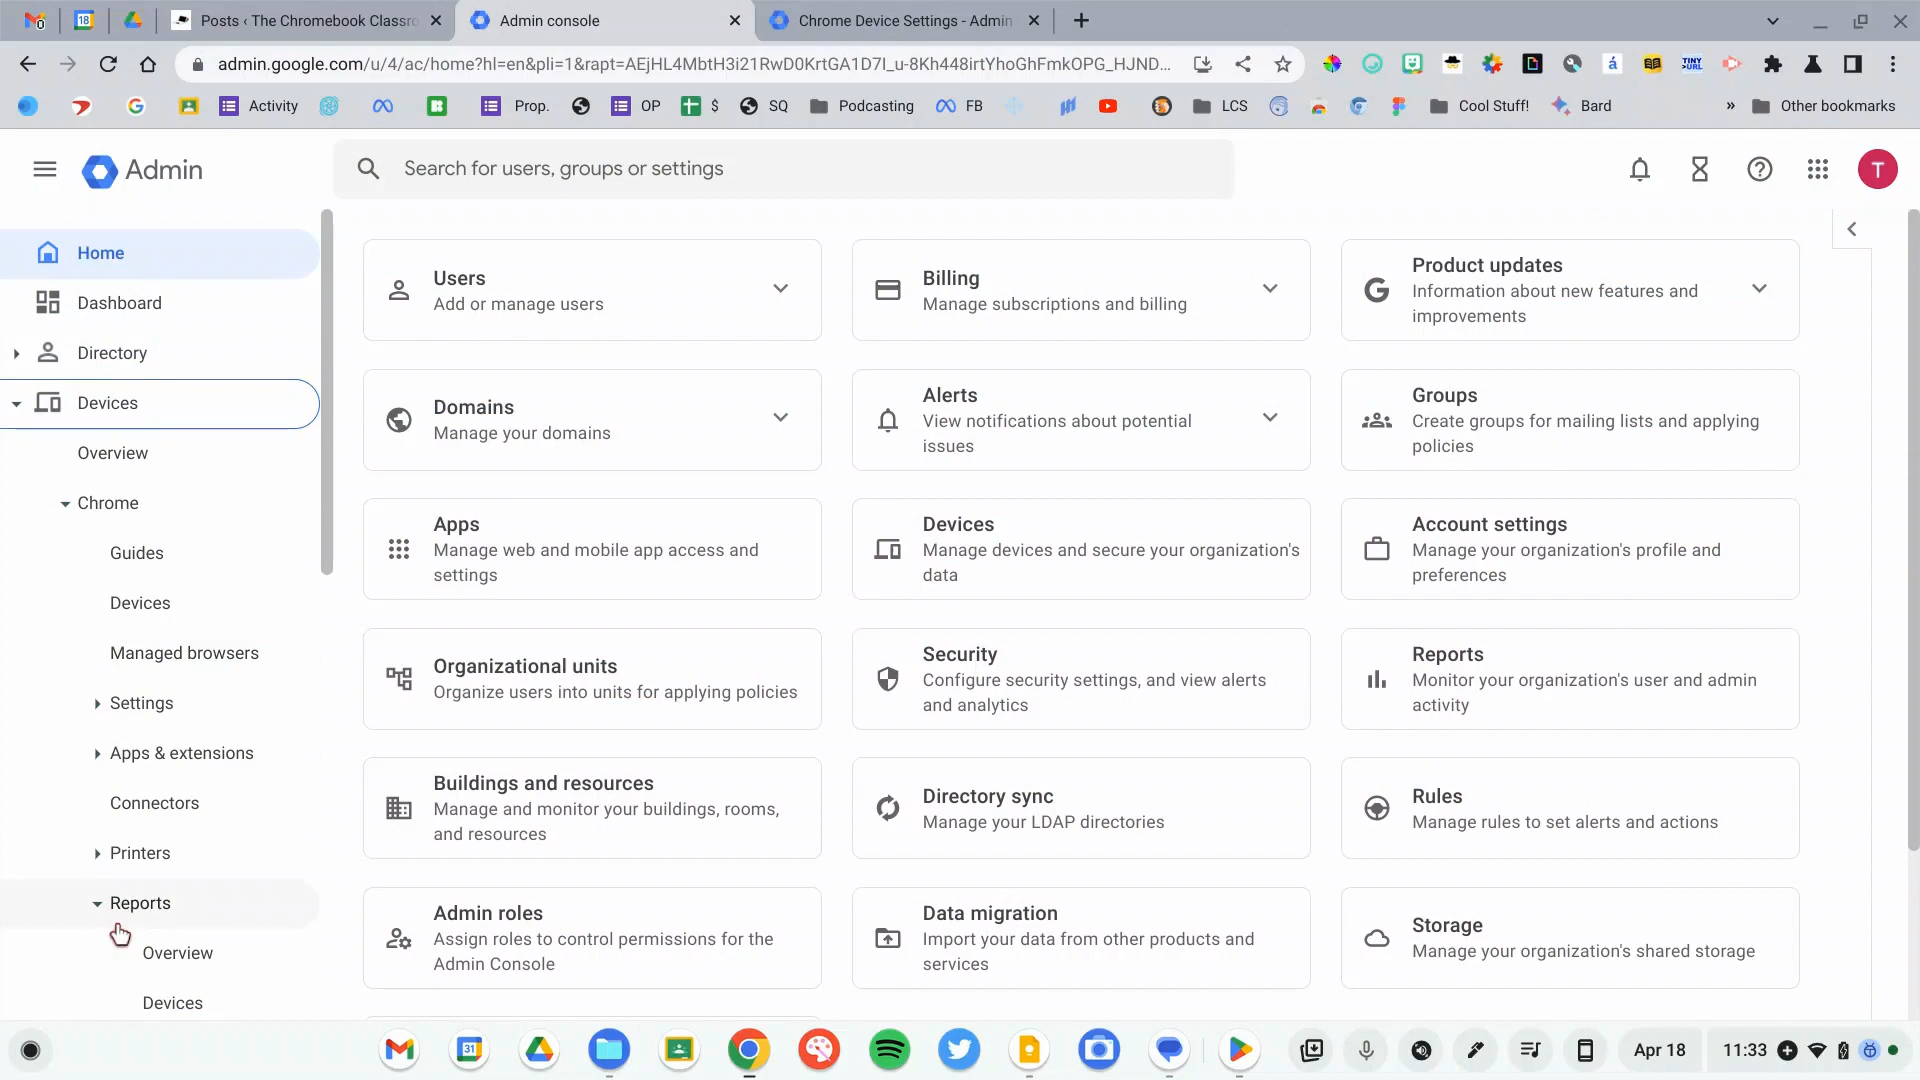 Posts ‹ The Chromebook Classro
Admin console
Chrome Device Settings - Admin
admin.google.com/u/4/ac/home?hl=en&pli=1&rapt=AEjHL4MbtH3i21RwD0KrtGA1D7I_u-8Kh448irtYhoGhFmkOPG_HJND...
Activity
Prop.
OP
$
SQ
Podcasting
FB
LCS
Cool Stuff!
Bard
»
Other bookmarks
Admin
Search for users, groups or settings
T
Home
Dashboard
Directory
Devices
Overview
Chrome
Guides
Devices
Managed browsers
Settings
Apps & extensions
Connectors
Printers
Reports
Overview
Devices
Users
Add or manage users
Billing
Manage subscriptions and billing
Product updates
Information about new features and
improvements
Domains
Manage your domains
Alerts
View notifications about potential
issues
Groups
Create groups for mailing lists and applying
policies
Apps
Manage web and mobile app access and
settings
Devices
Manage devices and secure your organization's
data
Account settings
Manage your organization's profile and
preferences
Organizational units
Organize users into units for applying policies
Security
Configure security settings, and view alerts
and analytics
Reports
Monitor your organization's user and admin
activity
Buildings and resources
Manage and monitor your buildings, rooms,
and resources
Directory sync
Manage your LDAP directories
Rules
Manage rules to set alerts and actions
Admin roles
Assign roles to control permissions for the
Admin Console
Data migration
Import your data from other products and
services
Storage
Manage your organization's shared storage
31
Apr 18
11:33